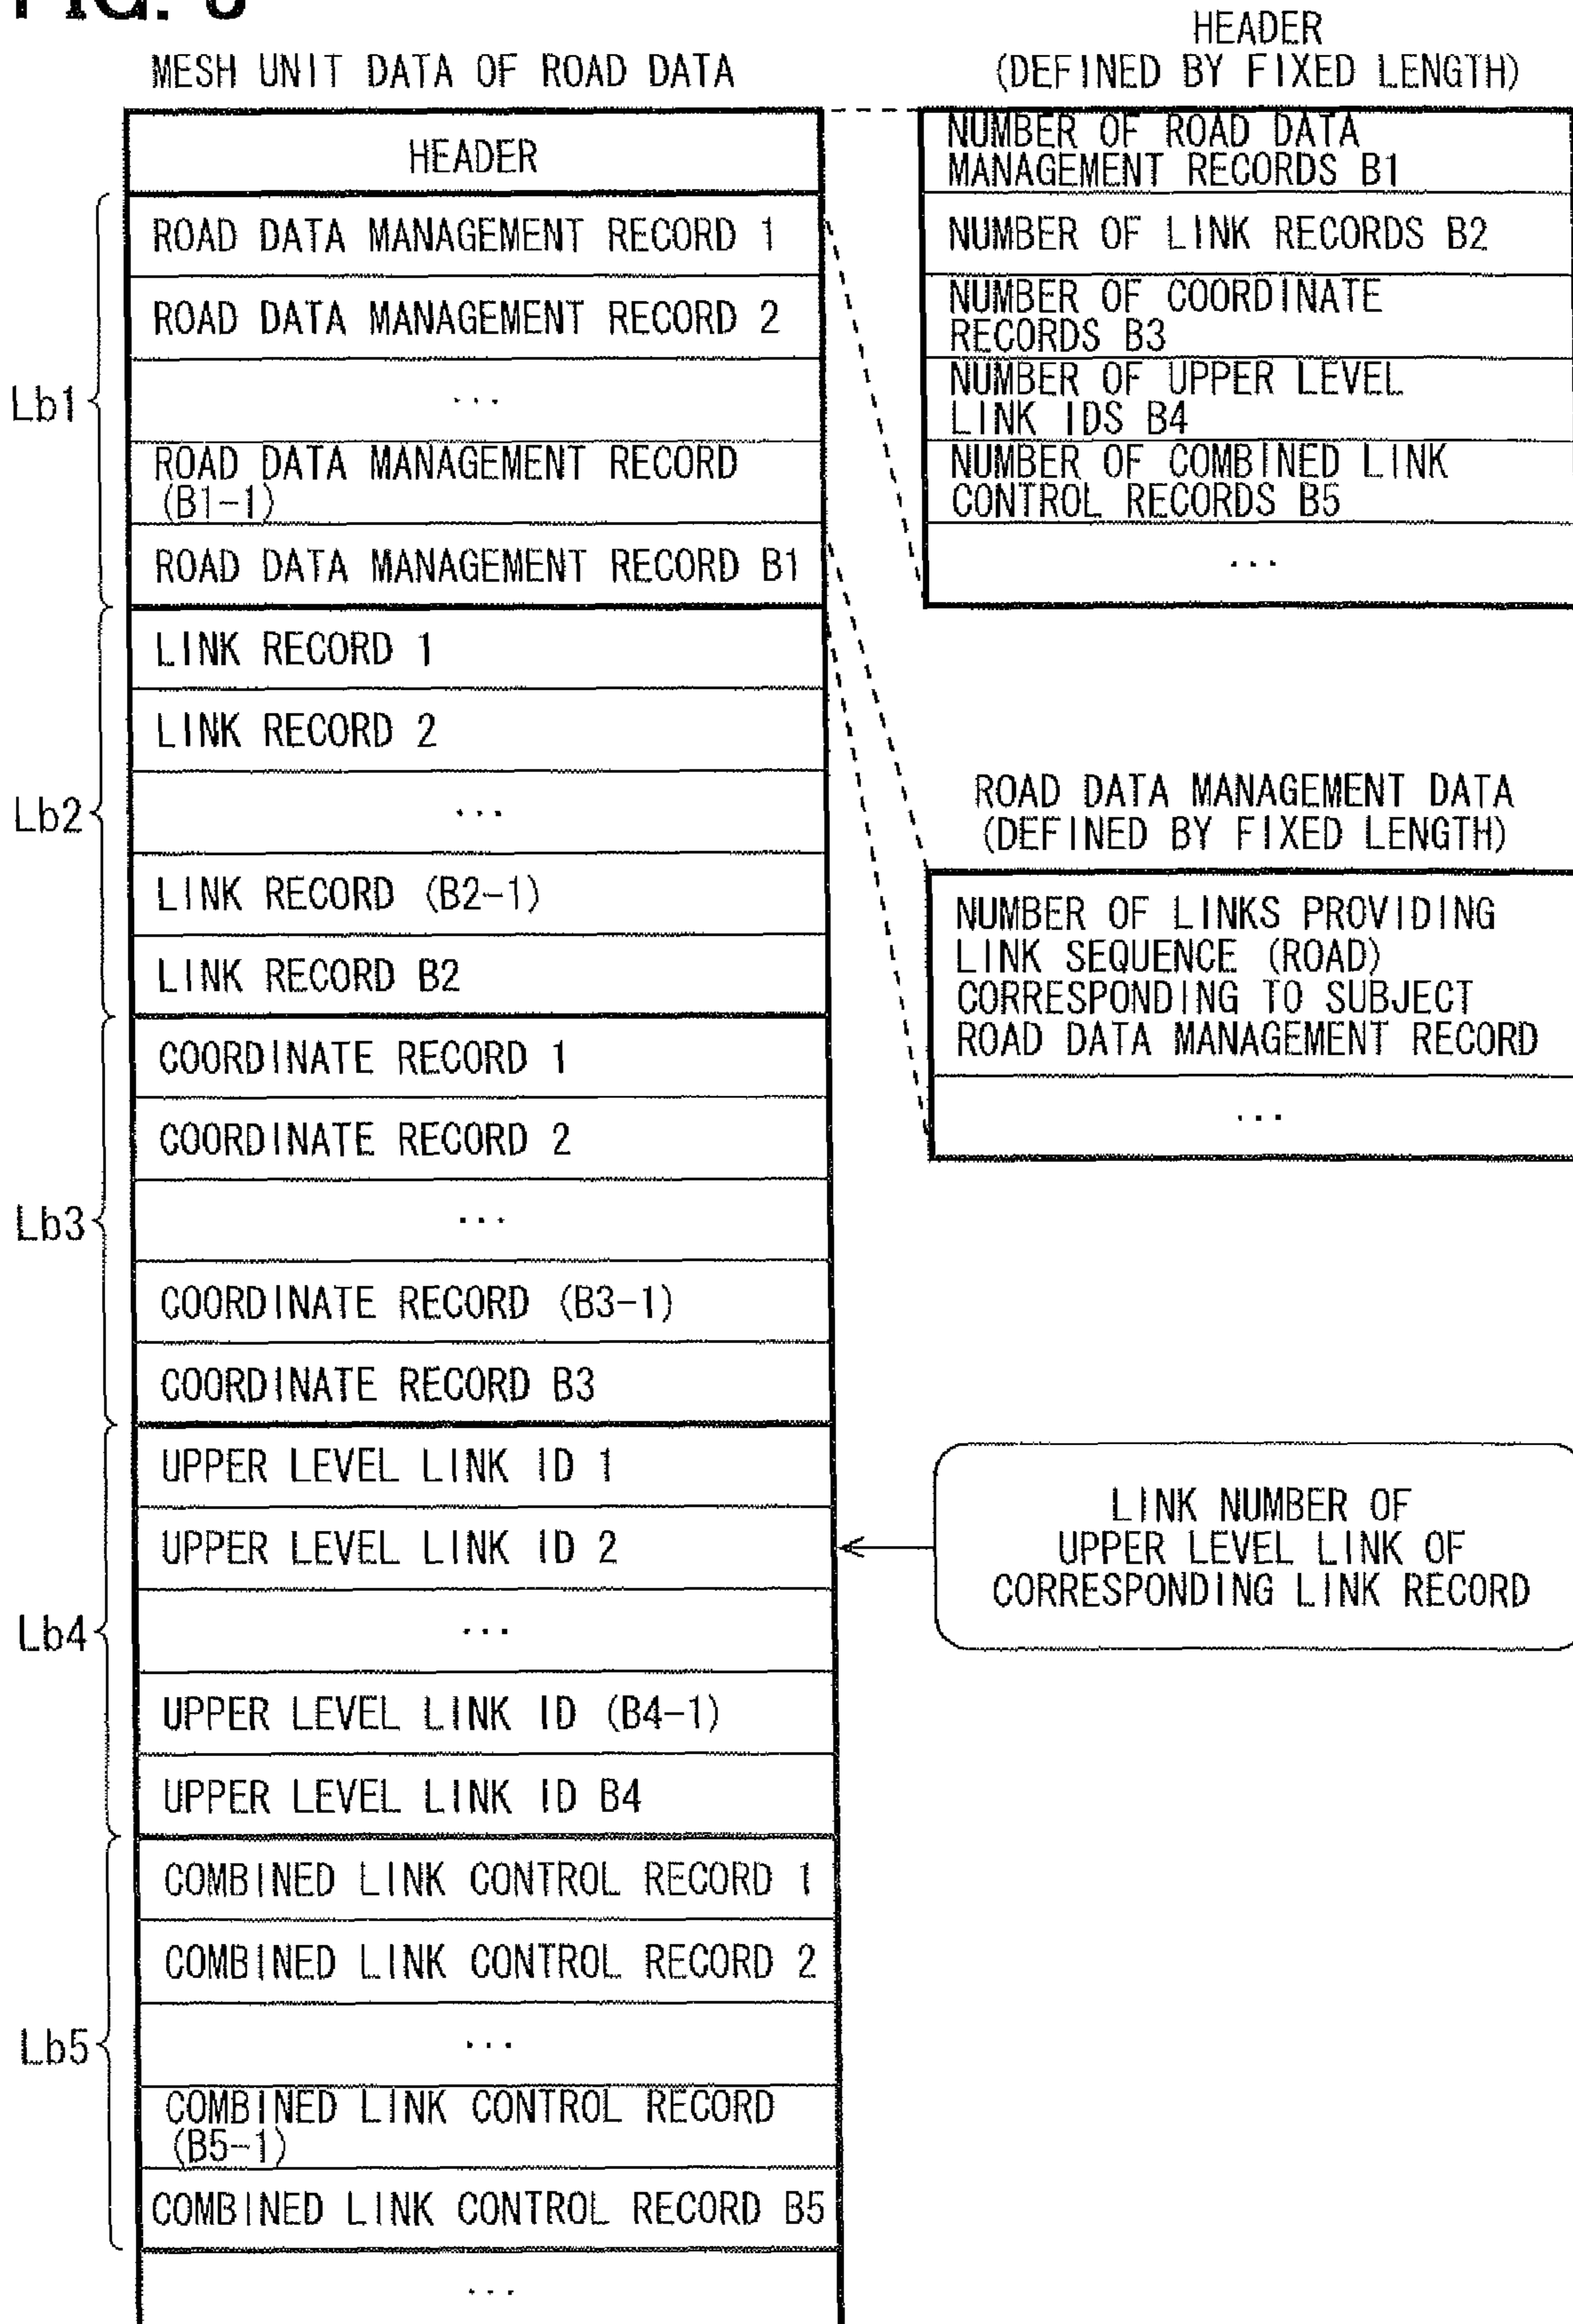 MESH UNIT DATA OF ROAD DATA
HEADER
ROAD DATA MANAGEMENT RECORD 1
ROAD DATA MANAGEMENT RECORD 2
...
ROAD DATA MANAGEMENT RECORD
(B1-1)
ROAD DATA MANAGEMENT RECORD B1
Lb1
LINK RECORD 1
LINK RECORD 2
...
LINK RECORD (B2-1)
LINK RECORD B2
Lb2
COORDINATE RECORD 1
COORDINATE RECORD 2
...
COORDINATE RECORD (B3-1)
COORDINATE RECORD B3
Lb3
UPPER LEVEL LINK ID 1
UPPER LEVEL LINK ID 2
...
UPPER LEVEL LINK ID (B4-1)
UPPER LEVEL LINK ID B4
Lb4
COMBINED LINK CONTROL RECORD 1
COMBINED LINK CONTROL RECORD 2
...
COMBINED LINK CONTROL RECORD
(B5-1)
COMBINED LINK CONTROL RECORD B5
Lb5
...
HEADER
(DEFINED BY FIXED LENGTH)
NUMBER OF ROAD DATA
MANAGEMENT RECORDS B1
NUMBER OF LINK RECORDS B2
NUMBER OF COORDINATE
RECORDS B3
NUMBER OF UPPER LEVEL
LINK IDS B4
NUMBER OF COMBINED LINK
CONTROL RECORDS B5
...
ROAD DATA MANAGEMENT DATA
(DEFINED BY FIXED LENGTH)
NUMBER OF LINKS PROVIDING
LINK SEQUENCE (ROAD)
CORRESPONDING TO SUBJECT
ROAD DATA MANAGEMENT RECORD
...
LINK NUMBER OF
UPPER LEVEL LINK OF
CORRESPONDING LINK RECORD